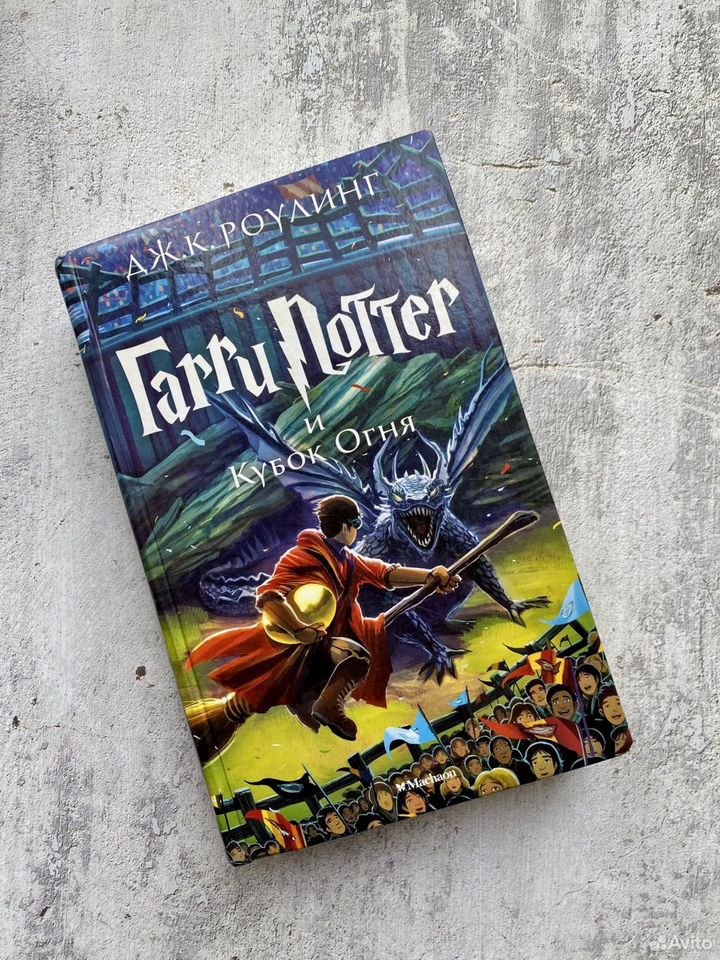 ДЖ.К. РОУЛИНГ
Гарри Поттер
и
Кубок Огня
Machaon
Avito